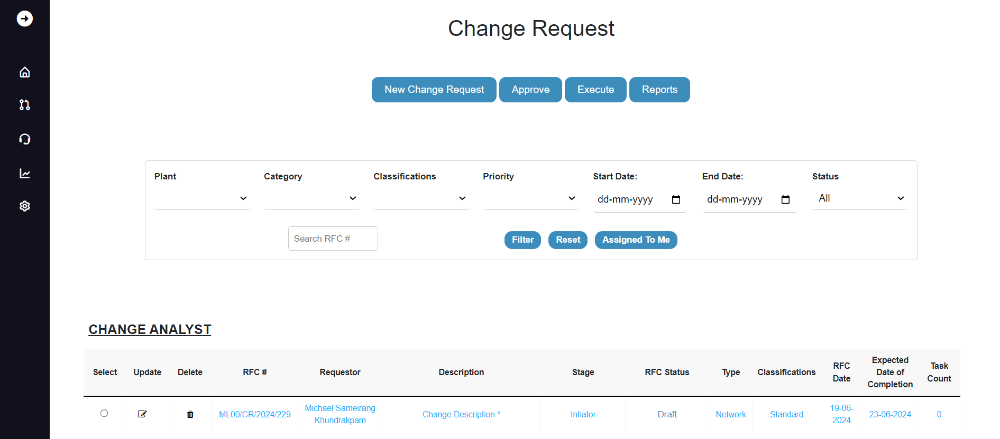 Change Request
New Change Request Approve Execute Reports
Plant Category Classifications Priority Start Date: End Date: Status
dd-mm-yyyy dd-mm-yyyy All
Search RFC # Filter Reset Assigned To Me
CHANGE ANALYST
Select Update Delete RFC # Requestor Description Stage RFC Status Type Classifications RFC Date Expected Date of Completion Task Count
ML00/CR/2024/229 Michael Sameirang Khundrakpam Change Description * Intiator Draft Network Standard 19-06-2024 23-06-2024 0